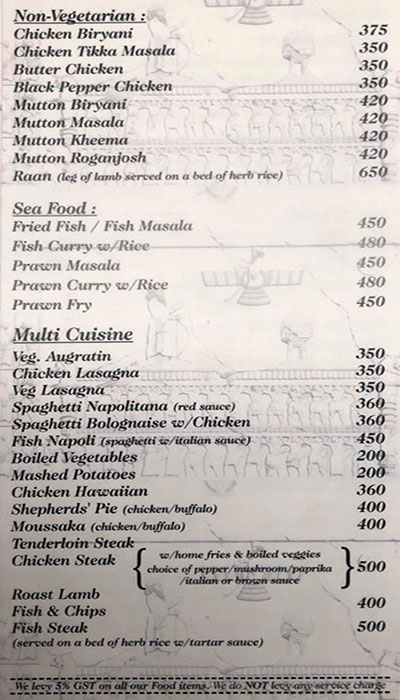 Non-Vegetarian :
Chicken Biryani 375
Chicken Tikka Masala 350
Butter Chicken 350
Black Pepper Chicken 350
Mutton Biryani 420
Mutton Masala 420
Mutton Kheema 420
Mutton Roganjosh 420
Raan (leg of lamb served on a bed of herb rice) 650
Sea Food :
Fried Fish / Fish Masala 450
Fish Curry w/Rice 480
Prawn Masala 450
Prawn Curry w/Rice 480
Prawn Fry 450
Multi Cuisine
Veg. Augratin 350
Chicken Lasagna 350
Veg Lasagna 350
Spaghetti Napolitana (red sauce) 360
Spaghetti Bolognaise w/Chicken 360
Fish Napoli (spaghetti w/italian sauce) 450
Boiled Vegetables 200
Mashed Potatoes 200
Chicken Hawaiian 360
Shepherds' Pie (chicken/buffalo) 400
Moussaka (chicken/buffalo) 400
Tenderloin Steak
Chicken Steak { w/home fries & boiled veggies
choice of pepper/mushroom/paprika
/italian or brown sauce } 500
Roast Lamb
Fish & Chips 400
Fish Steak 500
(served on a bed of herb rice w/tartar sauce)
We levy 5% GST on all our Food items. We do NOT levy any service charge